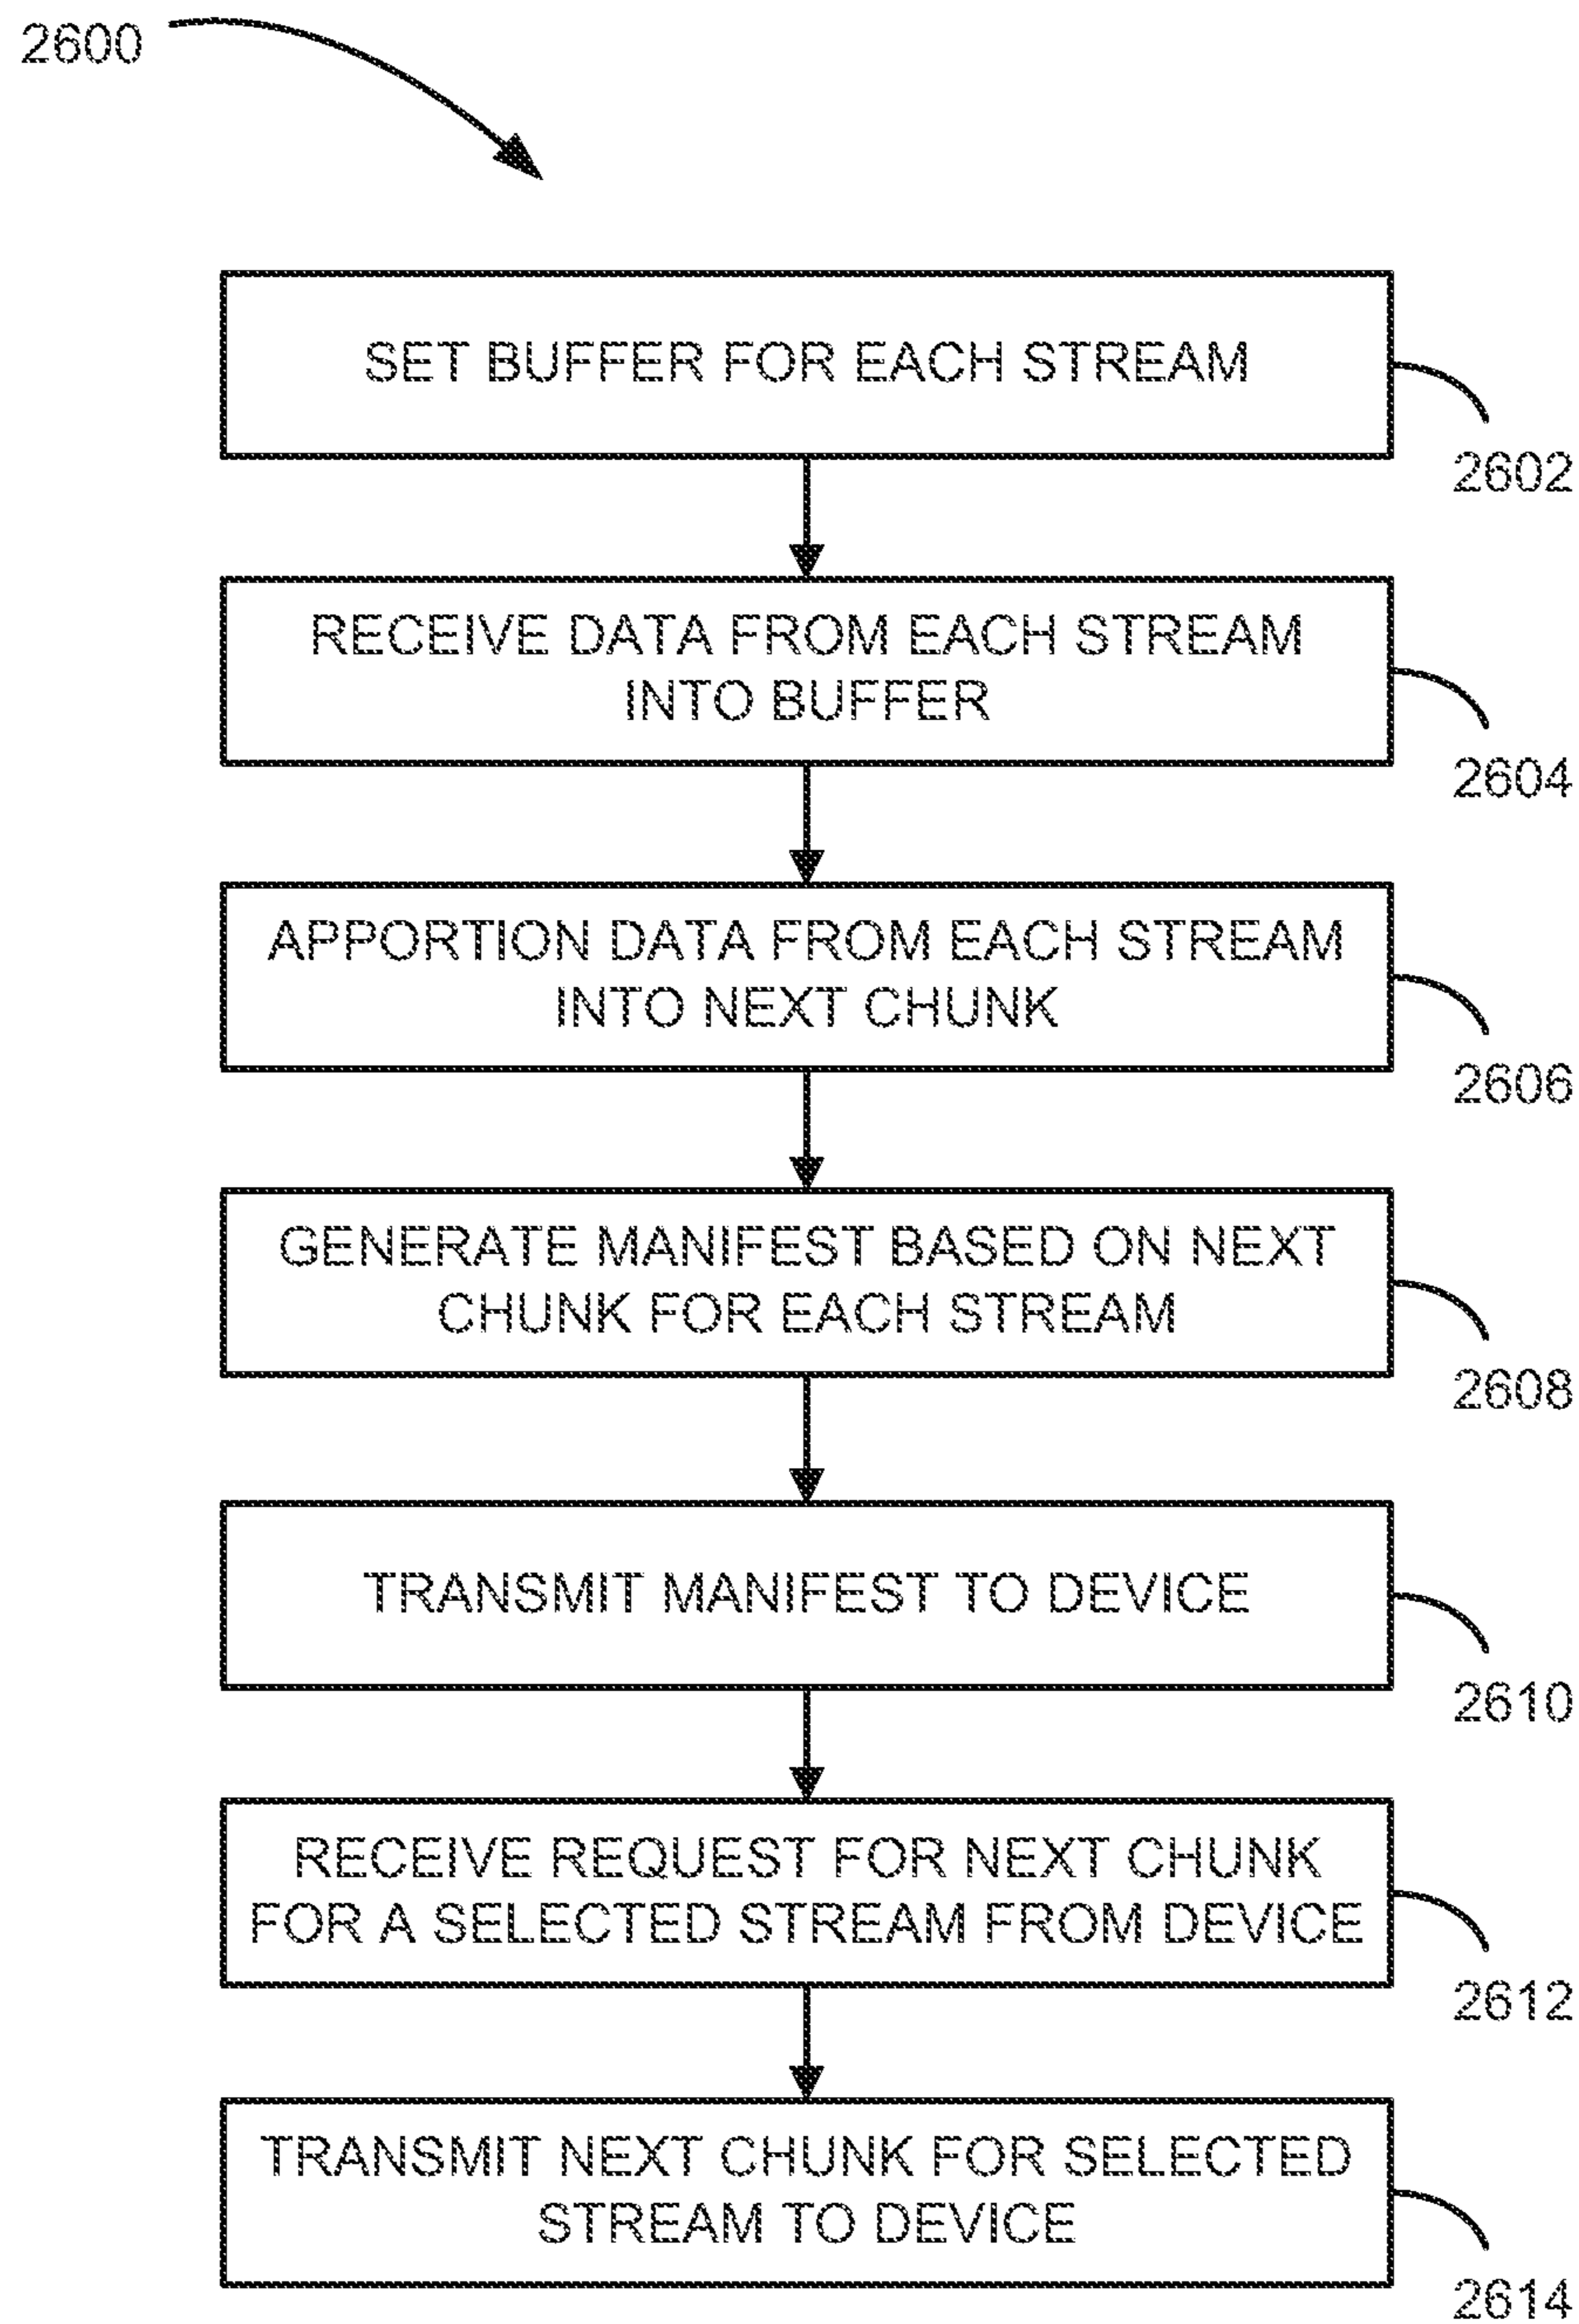 2600
SET BUFFER FOR EACH STREAM
2602
RECEIVE DATA FROM EACH STREAM
INTO BUFFER
2604
APPORTION DATA FROM EACH STREAM
INTO NEXT CHUNK
2606
GENERATE MANIFEST BASED ON NEXT
CHUNK FOR EACH STREAM
2608
TRANSMIT MANIFEST TO DEVICE
2610
RECEIVE REQUEST FOR NEXT CHUNK
FOR A SELECTED STREAM FROM DEVICE
2612
TRANSMIT NEXT CHUNK FOR SELECTED
STREAM TO DEVICE
2614